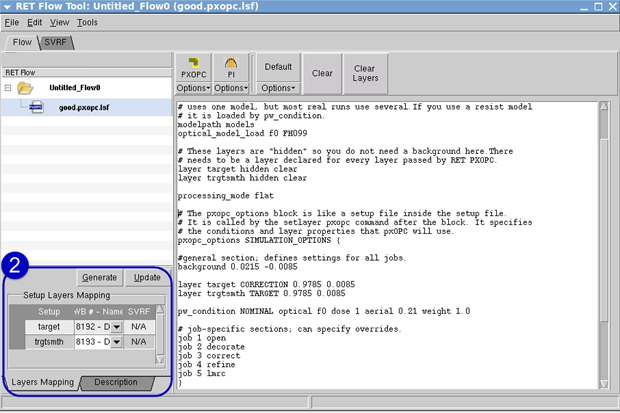 RET Flow Tool: Untitled_Flow0 (good.pxopc.lsf)
File Edit View Tools
Flow SVRF
RET Flow
Untitled_Flow0
good.pxopc.lsf
PXOPC PI Default Clear Clear Layers
Options Options Options
# uses one model, but most real runs use several.If you use a resist model
# it is loaded by pw_condition.
modelpath models
optical_model_load f0 FH099
# These layers are "hidden" so you do not need a background here.There
# needs to be a layer declared for every layer passed by RET PXOPC.
layer target hidden clear
layer trgtsmth hidden clear
processing_mode flat
# The pxopc_options block is like a setup file inside the setup file.
# It is called by the setlayer pxopc command after the block. It specifies
# the conditions and layer properties that pxOPC will use.
pxopc_options SIMULATION_OPTIONS {
#general section; defines settings for all jobs.
background 0.0215 -0.0085
layer target CORRECTION 0.9785 0.0085
layer trgtsmth TARGET 0.9785 0.0085
pw_condition NOMINAL optical f0 dose 1 aerial 0.21 weight 1.0
# job-specific sections; can specify overrides.
job 1 open
job 2 decorate
job 3 correct
job 4 refine
job 5 lmrc
}
2
Generate Update
Setup Layers Mapping
Setup WB # - Name SVRF
target 8192 - D N/A
trgtsmth 8193 - D N/A
Layers Mapping Description